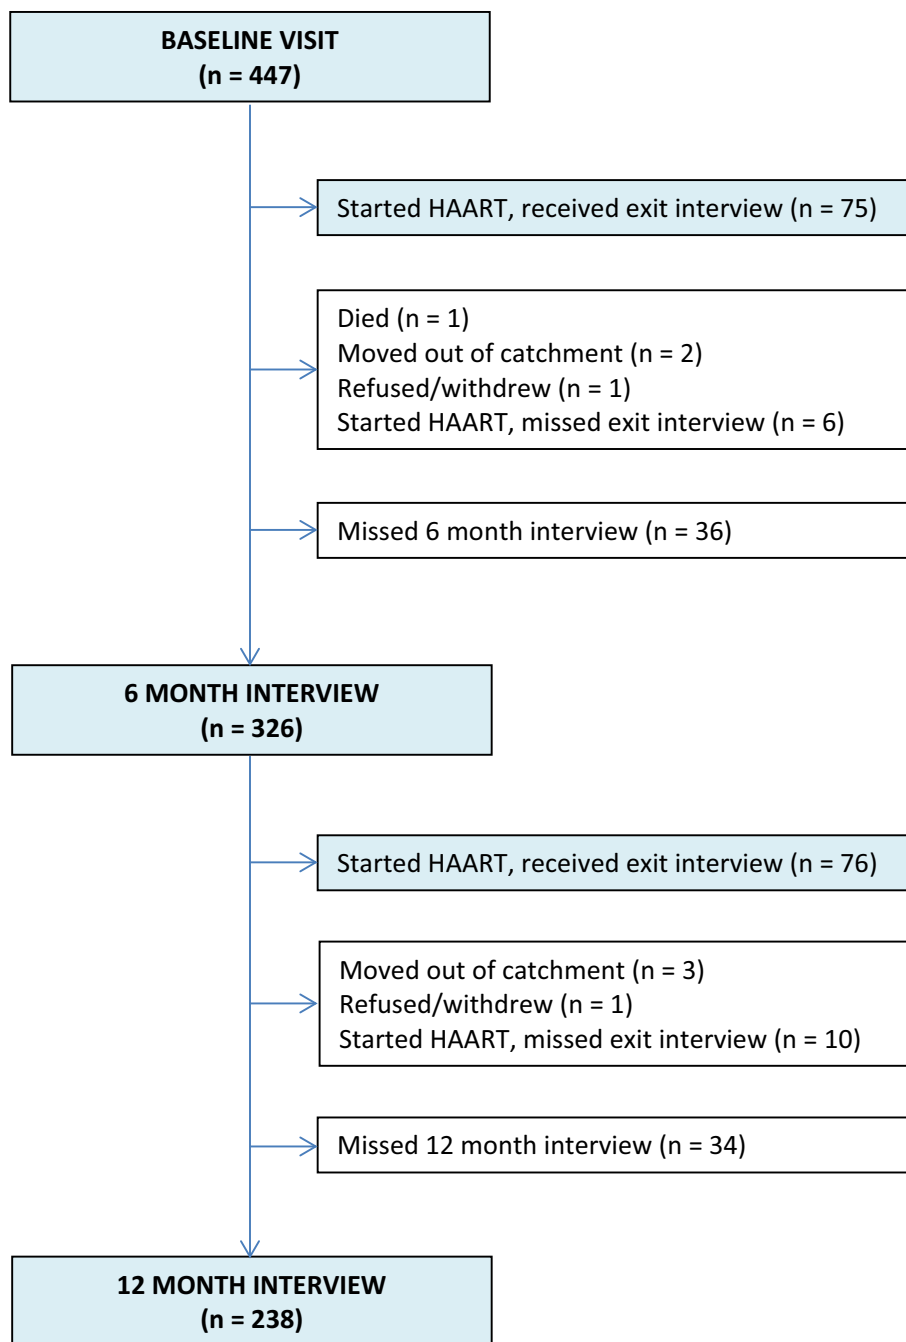 BASELINE VISIT
(n = 447)
Started HAART, received exit interview (n = 75)
Died (n = 1)
Moved out of catchment (n = 2)
Refused/withdrew (n = 1)
Started HAART, missed exit interview (n = 6)
Missed 6 month interview (n = 36)
6 MONTH INTERVIEW
(n = 326)
Started HAART, received exit interview (n = 76)
Moved out of catchment (n = 3)
Refused/withdrew (n = 1)
Started HAART, missed exit interview (n = 10)
Missed 12 month interview (n = 34)
12 MONTH INTERVIEW
(n = 238)